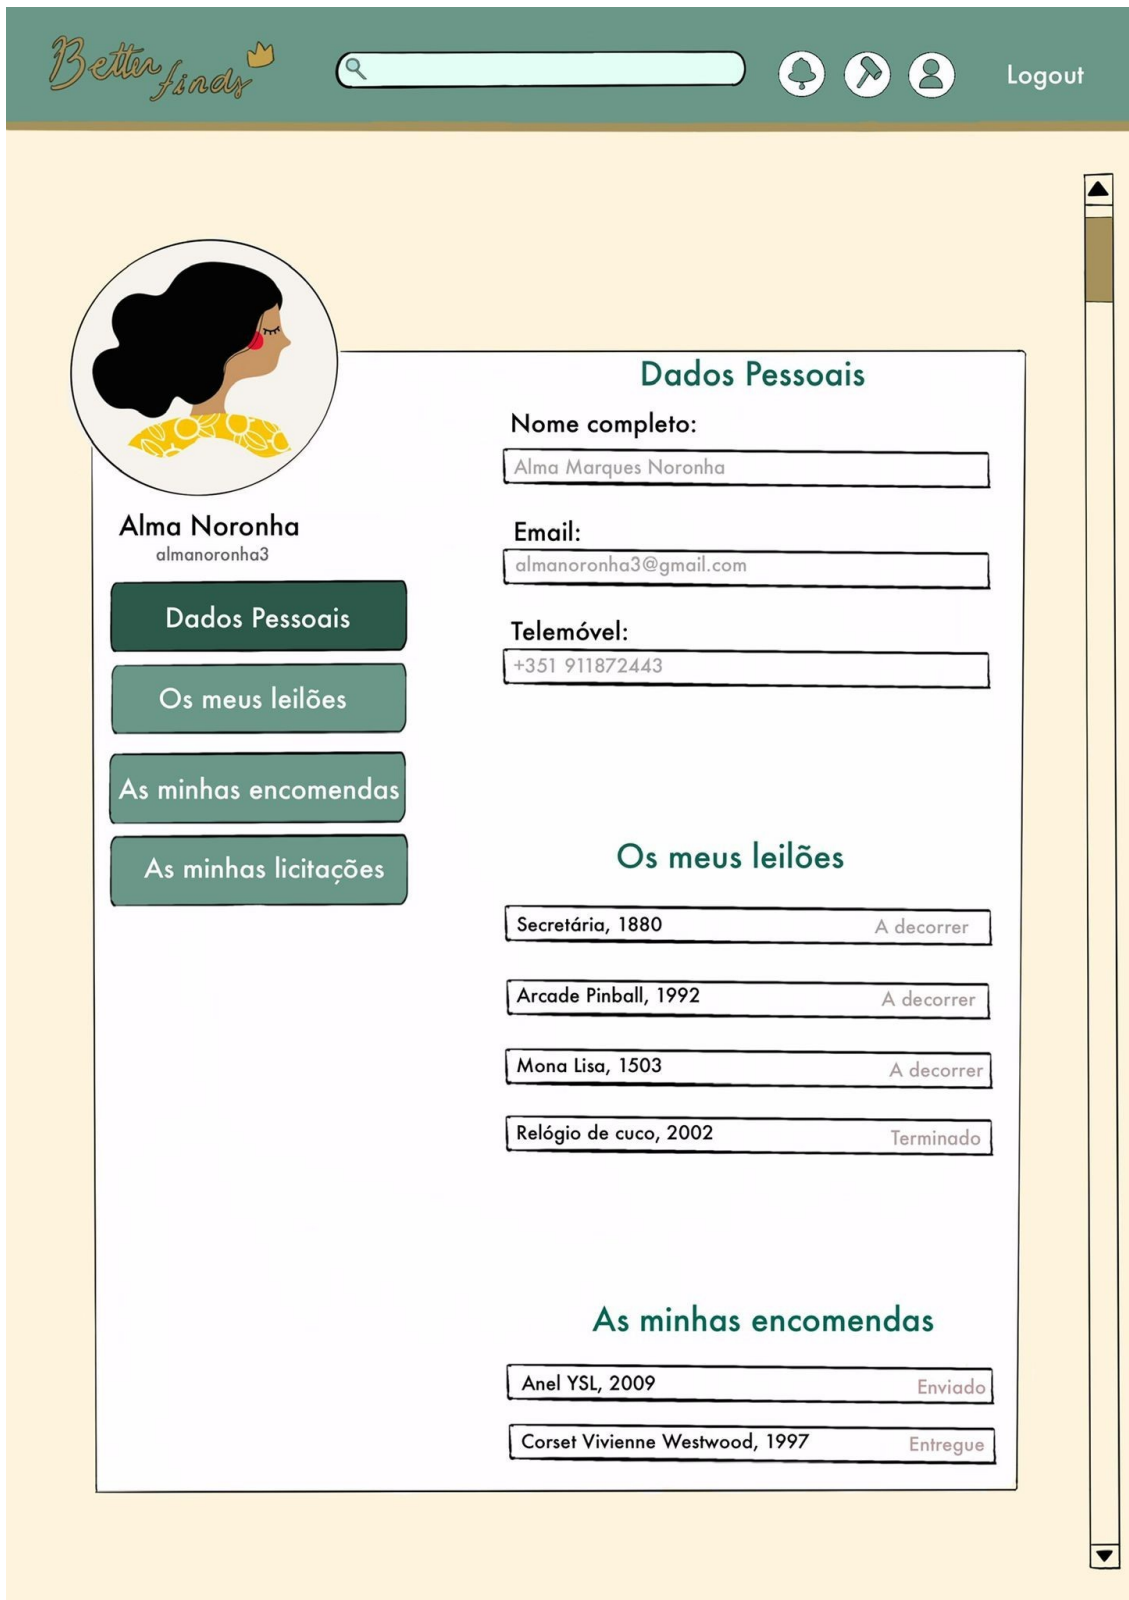 Better finds
Logout
Alma Noronha
almanoronha3
Dados Pessoais
Os meus leilões
As minhas encomendas
As minhas licitações
Dados Pessoais
Nome completo:
Alma Marques Noronha
Email:
almanoronha3@gmail.com
Telemóvel:
+351 911872443
Os meus leilões
Secretária, 1880 A decorrer
Arcade Pinball, 1992 A decorrer
Mona Lisa, 1503 A decorrer
Relógio de cuco, 2002 Terminado
As minhas encomendas
Anel YSL, 2009 Enviado
Corset Vivienne Westwood, 1997 Entregue